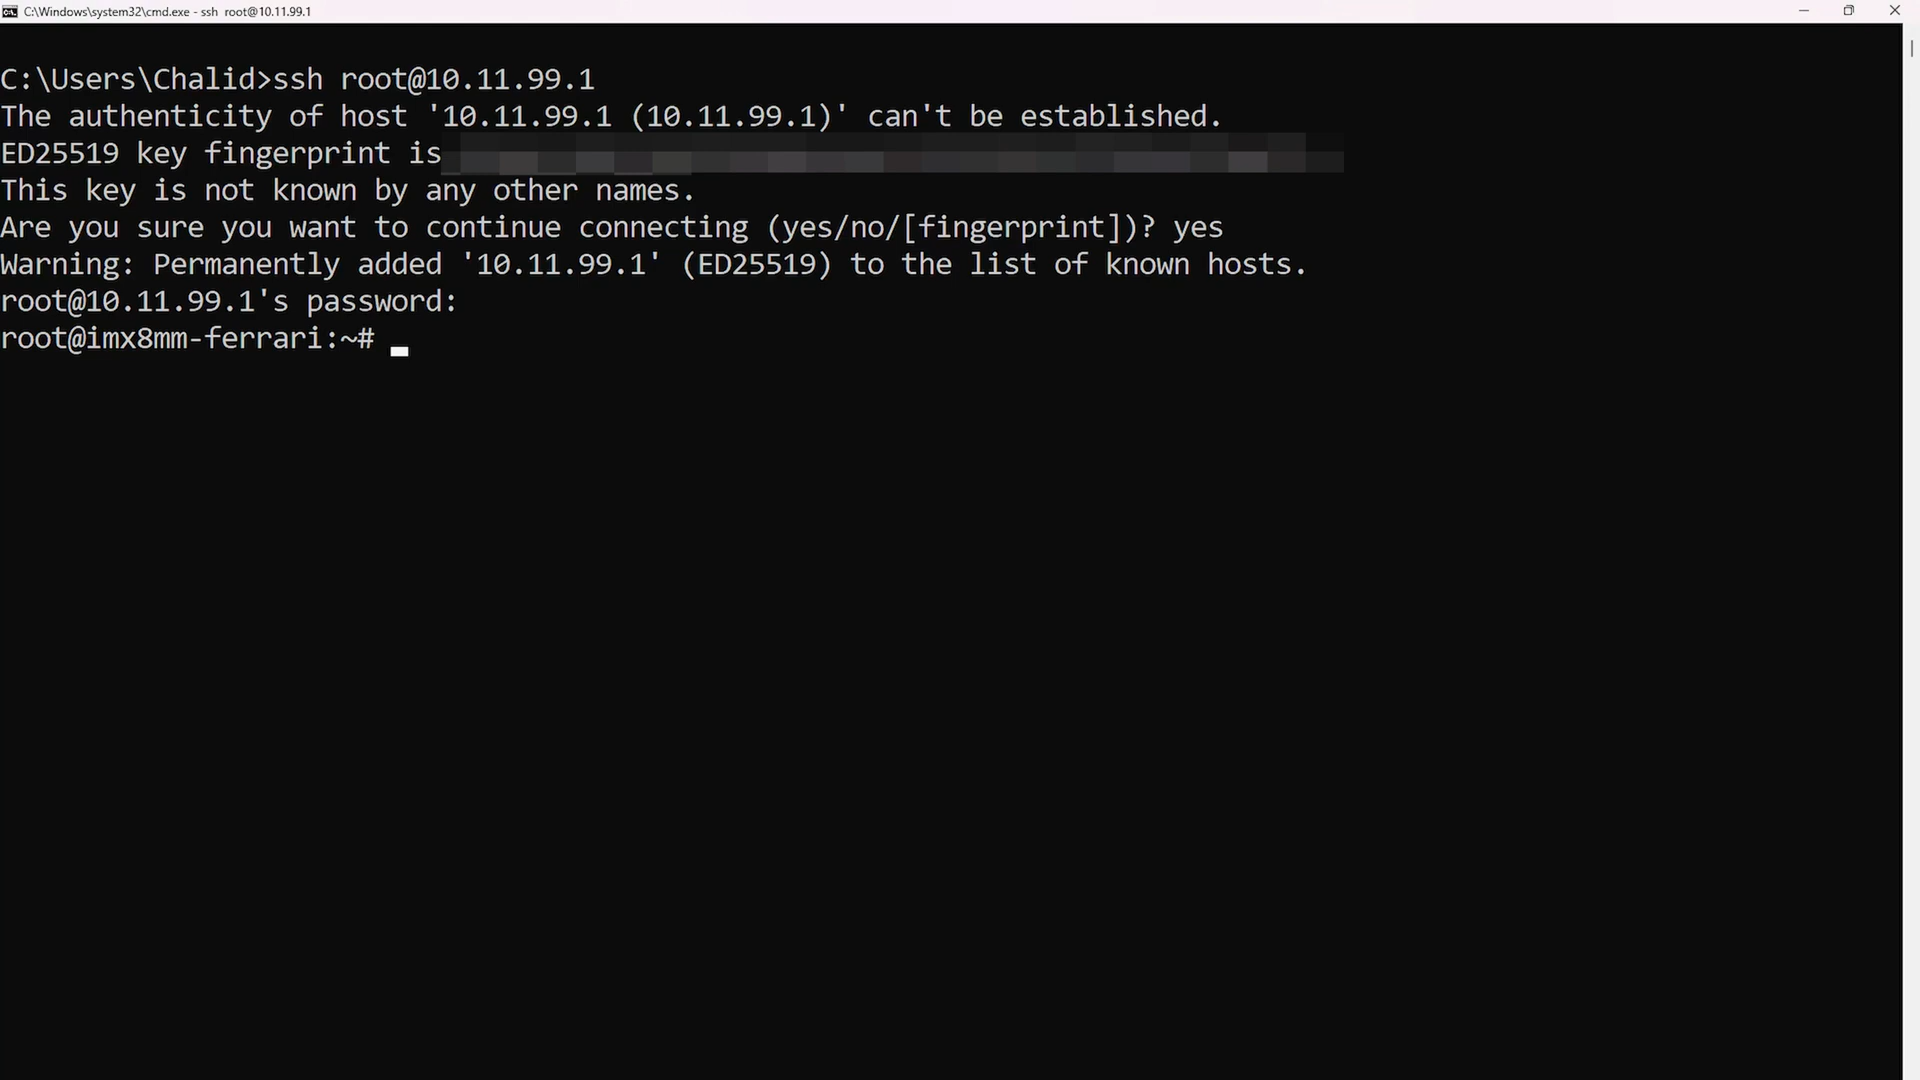 C:\Windows\system32\cmd.exe - ssh  root@10.11.99.1
C:\Users\Chalid>ssh root@10.11.99.1
The authenticity of host '10.11.99.1 (10.11.99.1)' can't be established.
ED25519 key fingerprint is
This key is not known by any other names.
Are you sure you want to continue connecting (yes/no/[fingerprint])? yes
Warning: Permanently added '10.11.99.1' (ED25519) to the list of known hosts.
root@10.11.99.1's password:
root@imx8mm-ferrari:~#